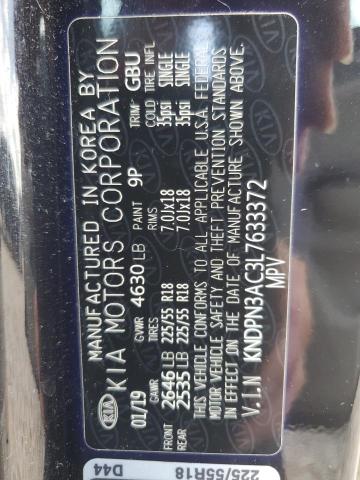 MANUFACTURED IN KOREA BY
KIA KIA MOTORS CORPORATION
01/19 GVWR 4630 LB PAINT 9P TRIM: GBU
GAWR TIRES RIMS COLD TIRE INFL.
FRONT 2646 LB 225/55 R18 7.0JX18 35psi SINGLE
REAR 2535 LB 225/55 R18 7.0JX18 35psi SINGLE
THIS VEHICLE CONFORMS TO ALL APPLICABLE U.S.A. FEDERAL
MOTOR VEHICLE SAFETY AND THEFT PREVENTION STANDARDS
IN EFFECT ON THE DATE OF MANUFACTURE SHOWN ABOVE.
V.I.N KNDPN3AC3L7633372
MPV
225/55R18
D44